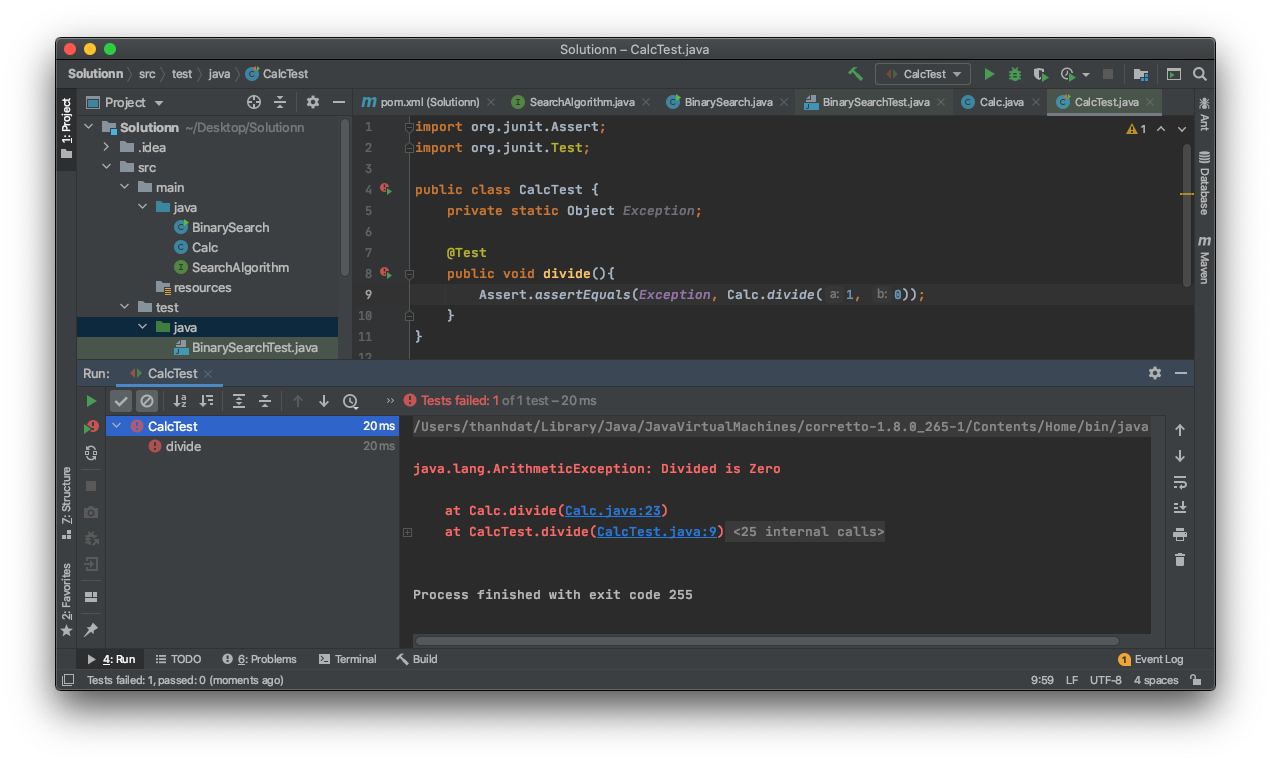 Solutionn – CalcTest.java
Solutionn src test java CalcTest
CalcTest
1: Project
Project
pom.xml (Solutionn) SearchAlgorithm.java BinarySearch.java BinarySearchTest.java Calc.java CalcTest.java
Solutionn ~/Desktop/Solutionn
.idea
src
main
java
BinarySearch
Calc
SearchAlgorithm
resources
test
java
BinarySearchTest.java
1 import org.junit.Assert;
2 import org.junit.Test;
3
4 public class CalcTest {
5 private static Object Exception;
6
7 @Test
8 public void divide(){
9 Assert.assertEquals(Exception, Calc.divide( a: 1, b: 0));
10 }
11 }
12
1
Ant
Database
m Maven
Run: CalcTest
Tests failed: 1 of 1 test – 20 ms
CalcTest 20 ms
divide 20 ms
/Users/thanhdat/Library/Java/JavaVirtualMachines/corretto-1.8.0_265-1/Contents/Home/bin/java
java.lang.ArithmeticException: Divided is Zero
at Calc.divide(Calc.java:23)
at CalcTest.divide(CalcTest.java:9) <25 internal calls>
Process finished with exit code 255
Z: Structure
2: Favorites
4: Run TODO 6: Problems Terminal Build
1 Event Log
Tests failed: 1, passed: 0 (moments ago)
9:59 LF UTF-8 4 spaces